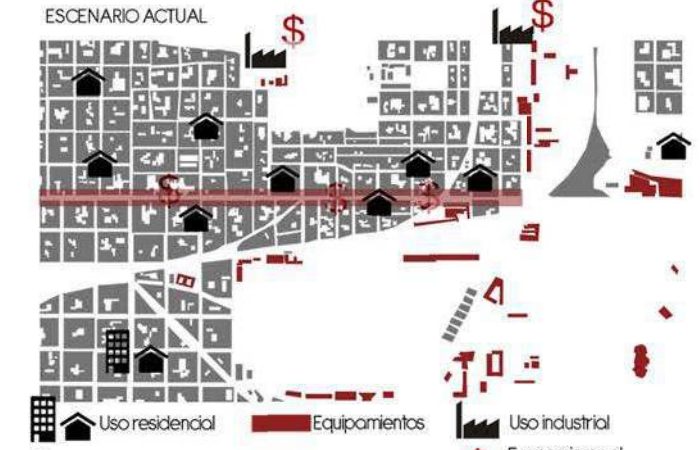 ESCENARIO ACTUAL
$
$
$
$
$
Uso residencial
Equipamientos
Uso industrial